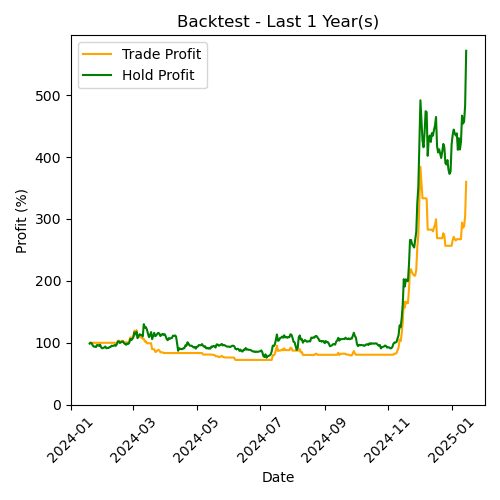 Backtest - Last 1 Year(s)
Trade Profit
Hold Profit
Profit (%)
500
400
300
200
100
0
2024-01
2024-03
2024-05
2024-07
2024-09
2024-11
2025-01
Date